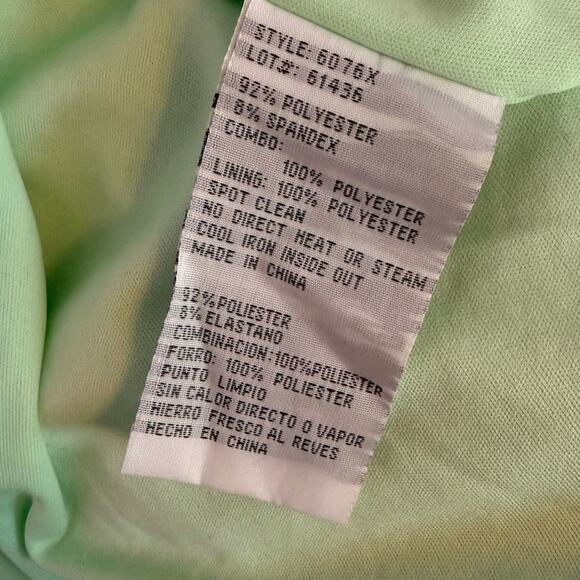 STYLE: 6076X
LOT#: 61436
92% POLYESTER
8% SPANDEX
COMBO:
100% POLYESTER
LINING: 100% POLYESTER
SPOT CLEAN
NO DIRECT HEAT OR STEAM
COOL IRON INSIDE OUT
MADE IN CHINA
92%POLIESTER
8%ELASTANO
COMBINACION:100%POLIESTER
FORRO: 100% POLIESTER
PUNTO LIMPIO
SIN CALOR DIRECTO O VAPOR
HIERRO FRESCO AL REVES
HECHO EN CHINA